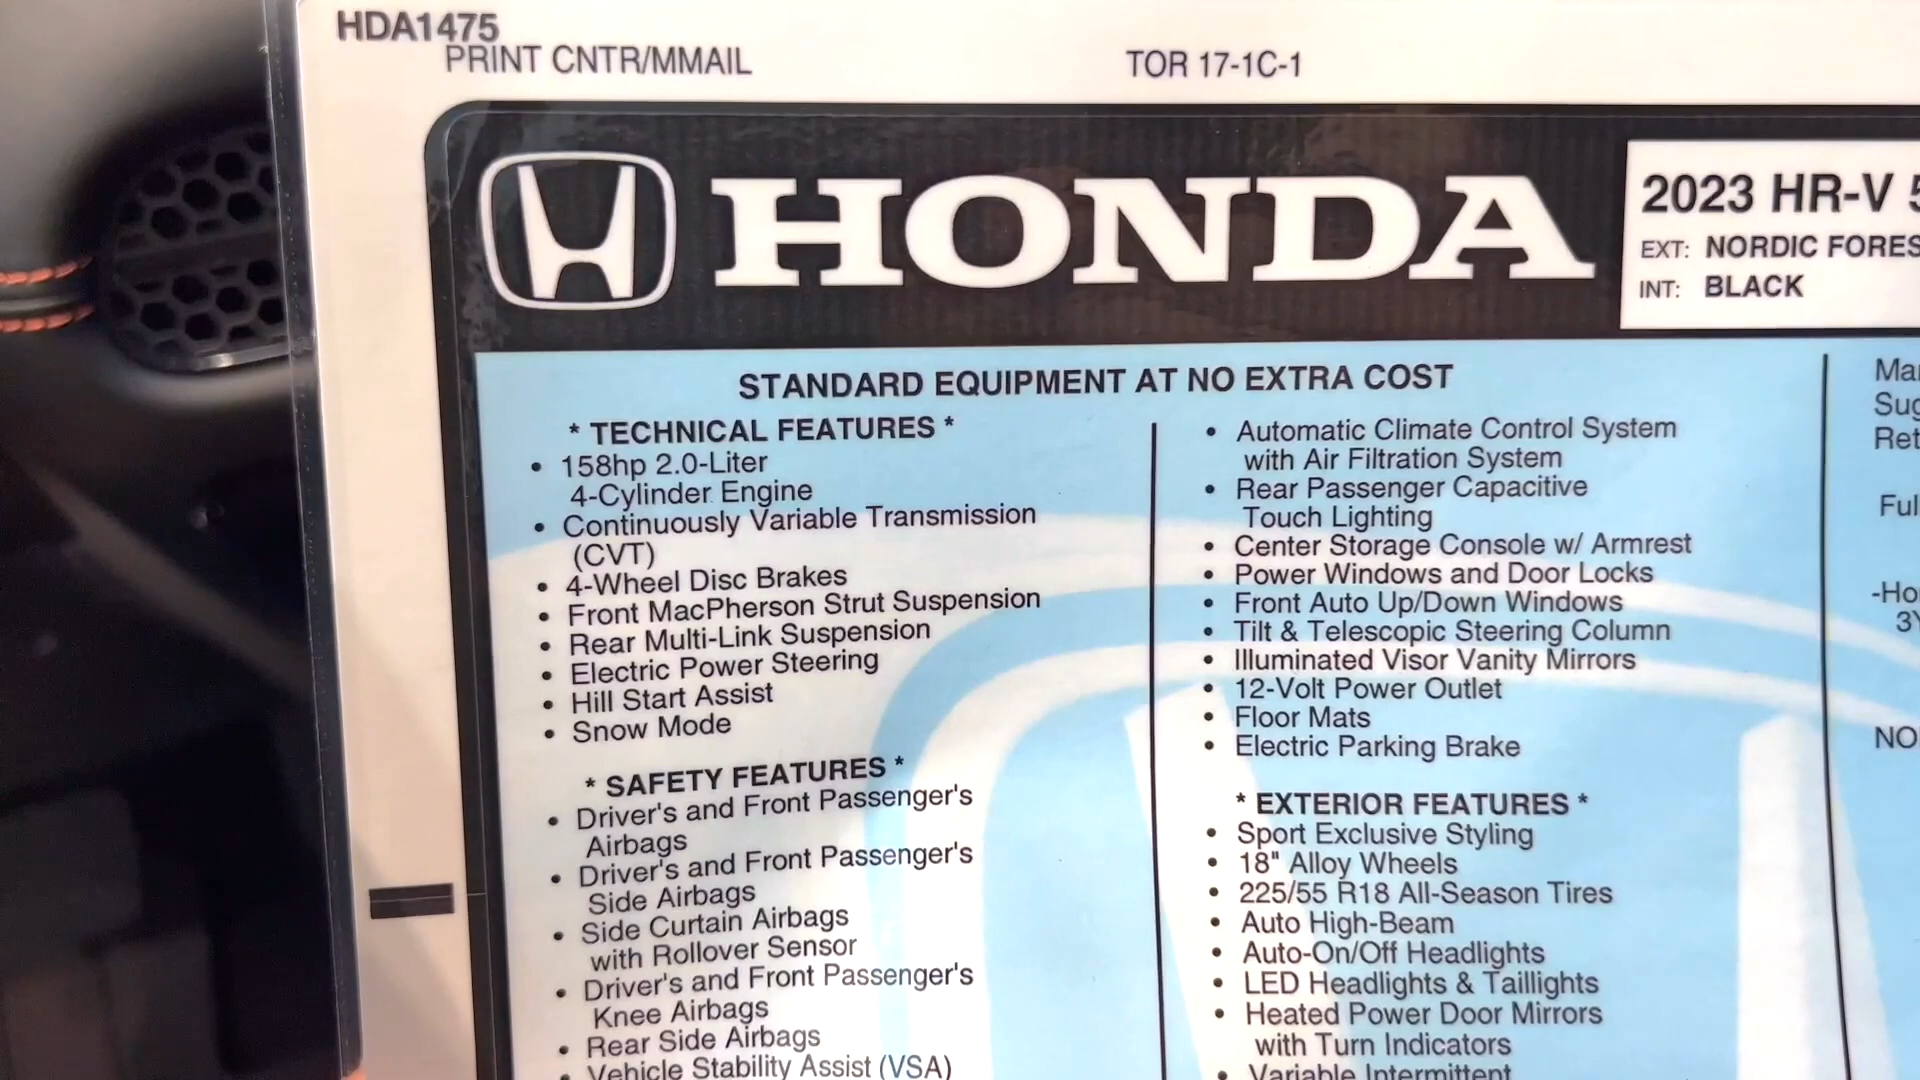 HDA1475
PRINT CNTR/MMAIL
TOR 17-1C-1
HONDA
2023 HR-V
EXT: NORDIC
INT: BLACK
STANDARD EQUIPMENT AT NO EXTRA COST
* TECHNICAL FEATURES *
• 158hp 2.0-Liter
4-Cylinder Engine
• Continuously Variable Transmission
(CVT)
• 4-Wheel Disc Brakes
• Front MacPherson Strut Suspension
• Rear Multi-Link Suspension
• Electric Power Steering
• Hill Start Assist
• Snow Mode
* SAFETY FEATURES *
• Driver's and Front Passenger's
Airbags
• Driver's and Front Passenger's
Side Airbags
• Side Curtain Airbags
with Rollover Sensor
• Driver's and Front Passenger's
Knee Airbags
• Rear Side Airbags
• Vehicle Stability Assist (VSA)
• Automatic Climate Control System
with Air Filtration System
• Rear Passenger Capacitive
Touch Lighting
• Center Storage Console w/ Armrest
• Power Windows and Door Locks
• Front Auto Up/Down Windows
• Tilt & Telescopic Steering Column
• Illuminated Visor Vanity Mirrors
• 12-Volt Power Outlet
• Floor Mats
• Electric Parking Brake
* EXTERIOR FEATURES *
• Sport Exclusive Styling
• 18" Alloy Wheels
• 225/55 R18 All-Season Tires
• Auto High-Beam
• Auto-On/Off Headlights
• LED Headlights & Taillights
• Heated Power Door Mirrors
with Turn Indicators
• Variable Intermittent